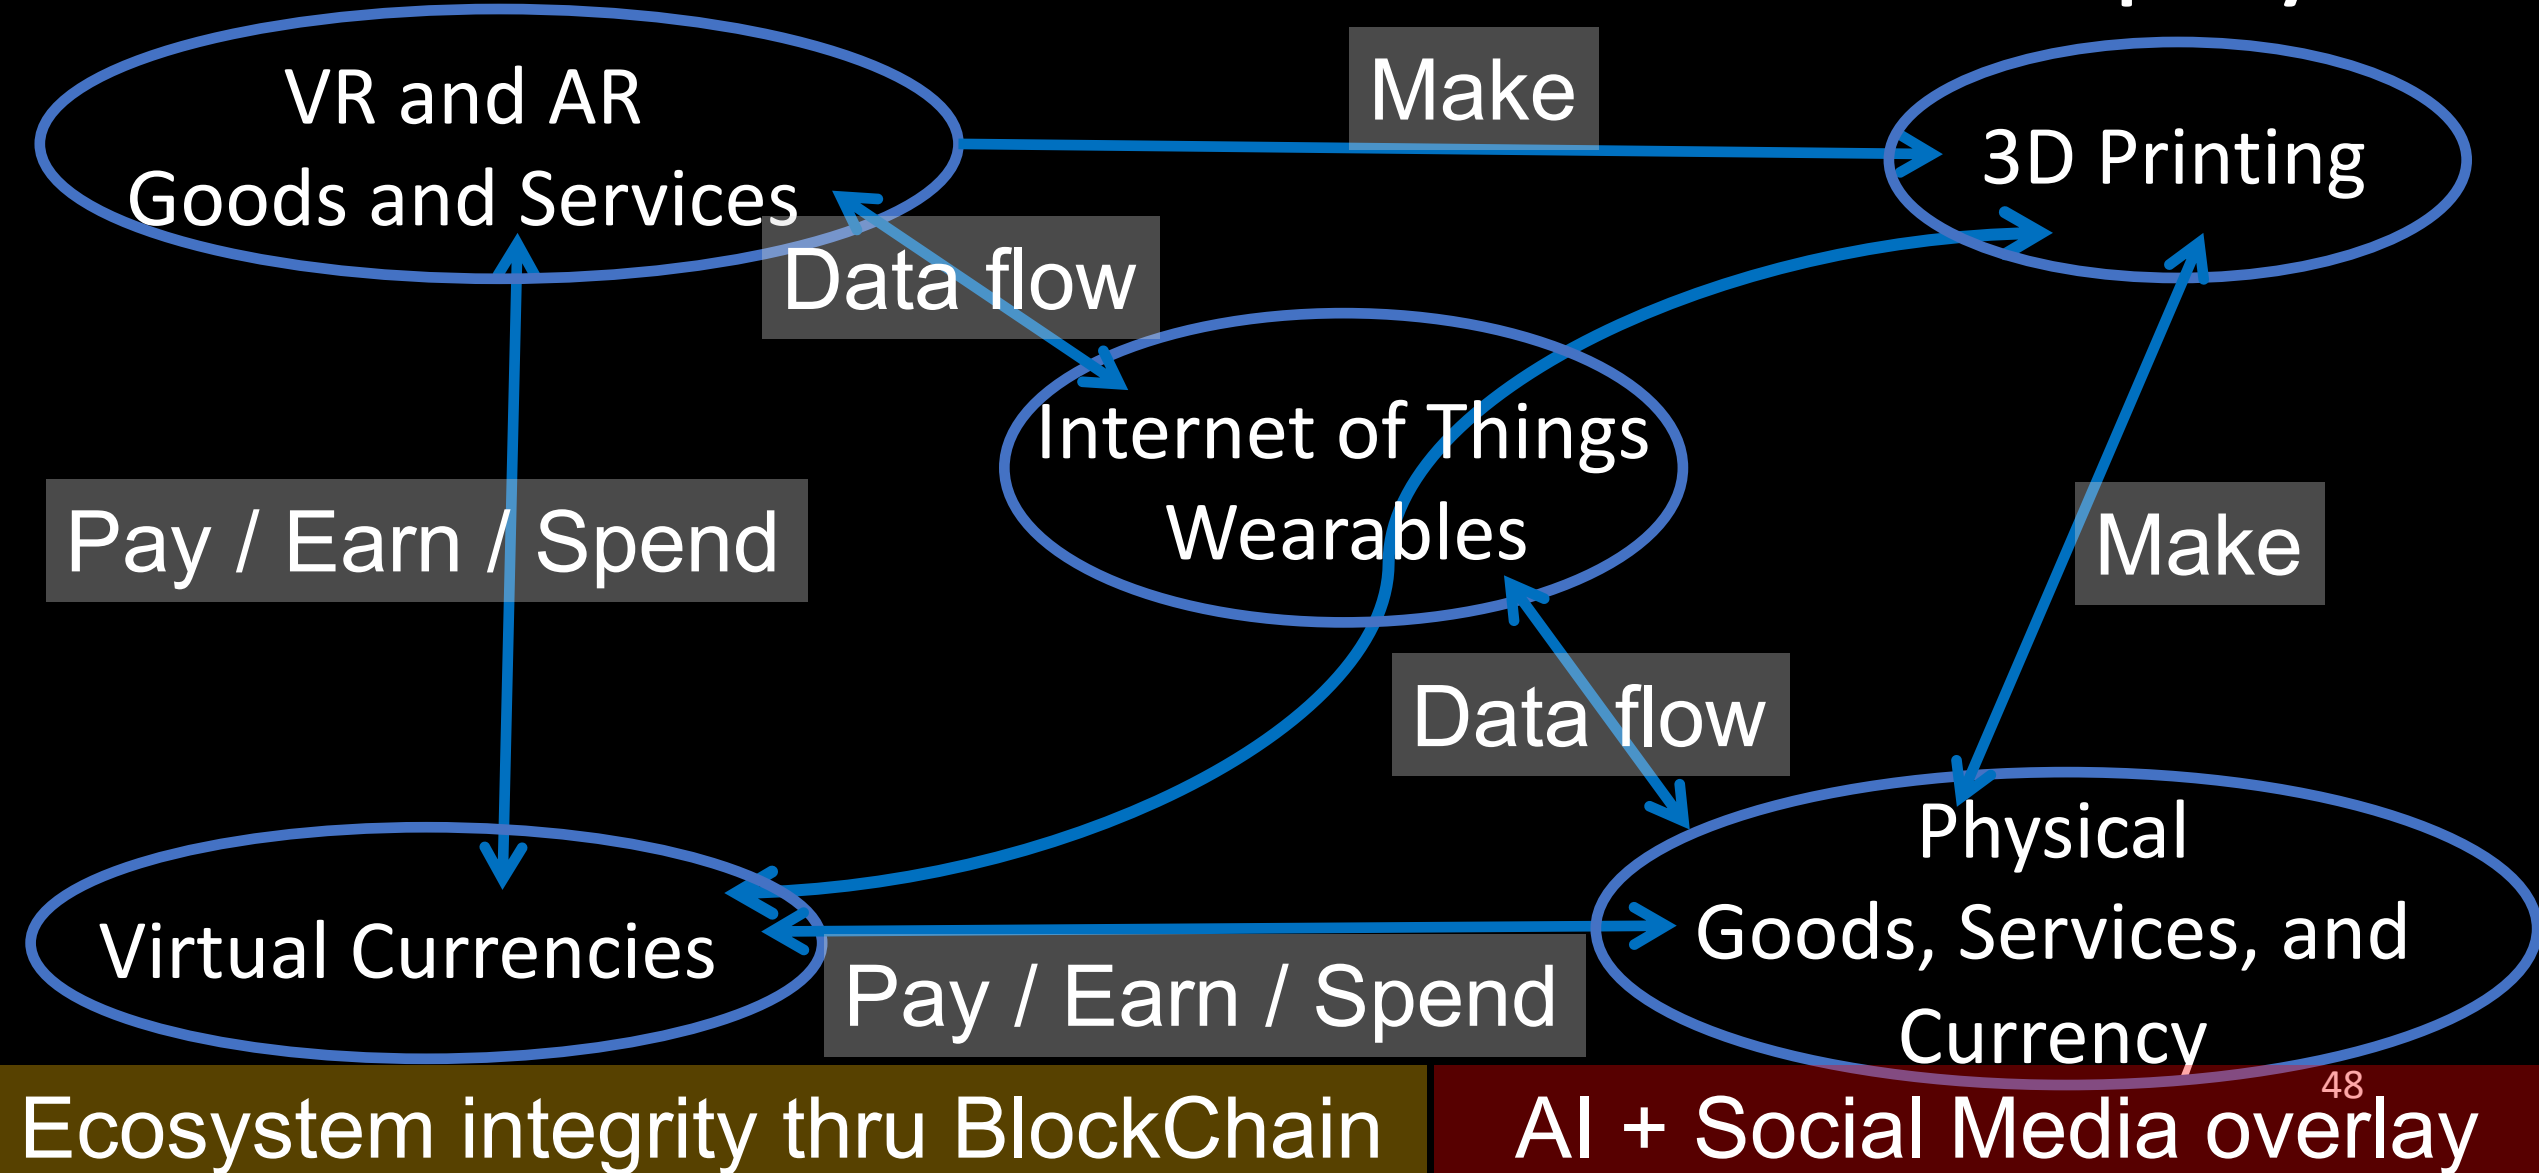 Make
VR and AR
Goods and Services
3D Printing
Data flow
Internet of Things
Wearables
Pay / Earn / Spend
Make
Data flow
Physical
Goods, Services, and
Currency
Virtual Currencies
Pay / Earn / Spend
48
Ecosystem integrity thru BlockChain
AI + Social Media overlay